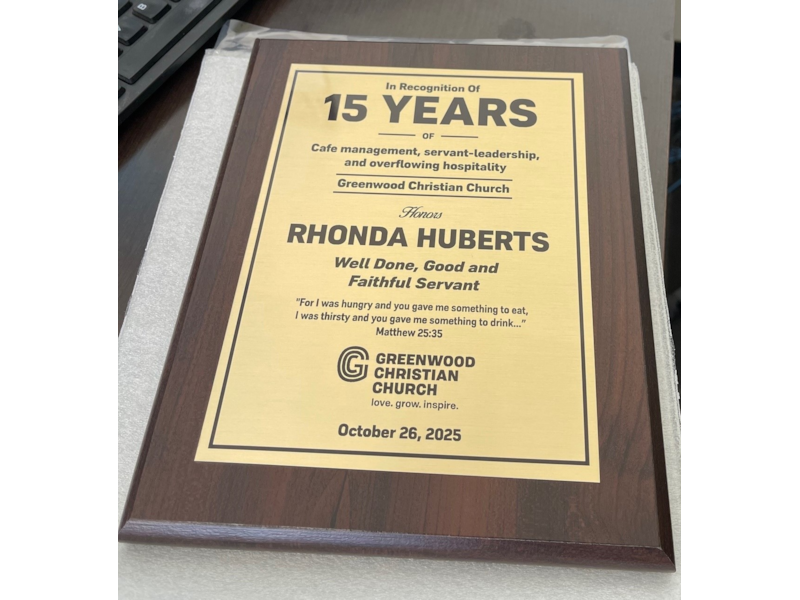 In Recognition Of
15 YEARS
OF
Cafe management, servant-leadership,
and overflowing hospitality
Greenwood Christian Church
Honors
RHONDA HUBERTS
Well Done, Good and
Faithful Servant
"For I was hungry and you gave me something to eat,
I was thirsty and you gave me something to drink..."
Matthew 25:35
GREENWOOD
CHRISTIAN
CHURCH
love. grow. inspire.
October 26, 2025